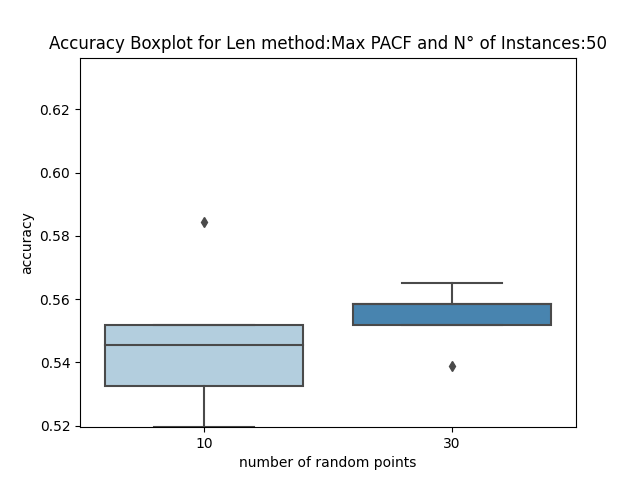 Accuracy Boxplot for Len method:Max PACF and N° of Instances:50
0.62
0.60
0.58
0.56
0.54
0.52
accuracy
10 30
number of random points